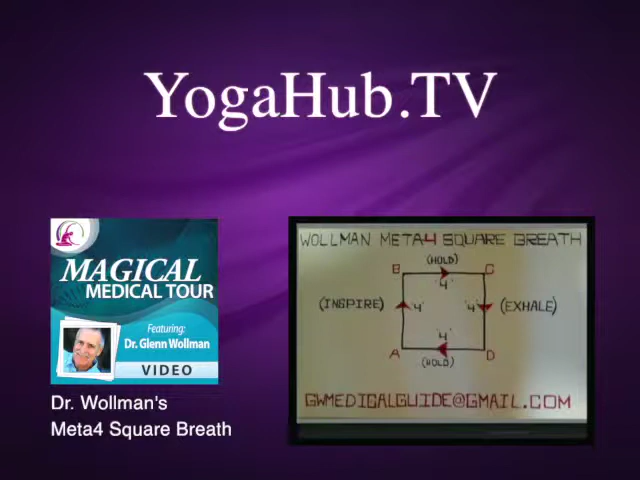 YogaHub.TV
MAGICAL
MEDICAL TOUR
Featuring:
Dr. Glenn Wollman
VIDEO
Dr. Wollman's
Meta4 Square Breath
WOLLMAN META4 SQUARE BREATH
(HOLD)
B C
'4'
(INSPIRE) '4' '4' (EXHALE)
'4'
A D
(HOLD)
GWMEDICALGUIDE@GMAIL.COM